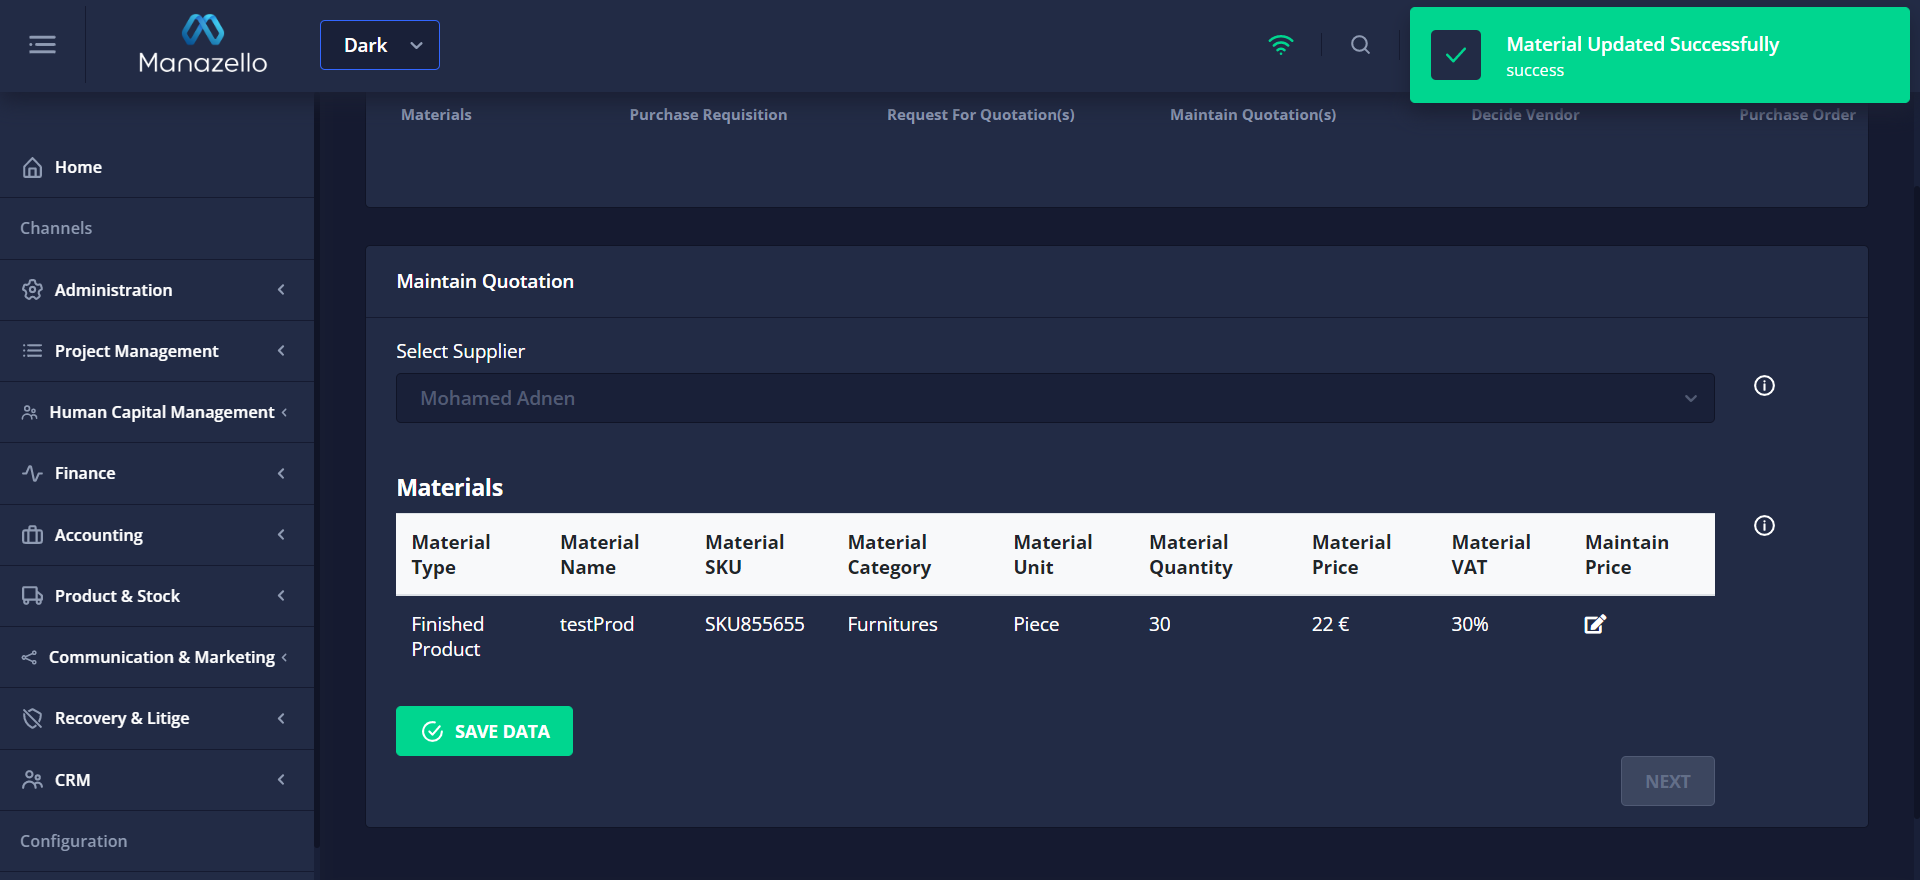 Manazello
Dark
Material Updated Successfully
success
Materials
Purchase Requisition
Request For Quotation(s)
Maintain Quotation(s)
Decide Vendor
Purchase Order
Home
Channels
Administration
Project Management
Human Capital Management
Finance
Accounting
Product & Stock
Communication & Marketing
Recovery & Litige
CRM
Configuration
Maintain Quotation
Select Supplier
Mohamed Adnen
Materials
Material Type
Material Name
Material SKU
Material Category
Material Unit
Material Quantity
Material Price
Material VAT
Maintain Price
Finished Product
testProd
SKU855655
Furnitures
Piece
30
22 €
30%
SAVE DATA
NEXT